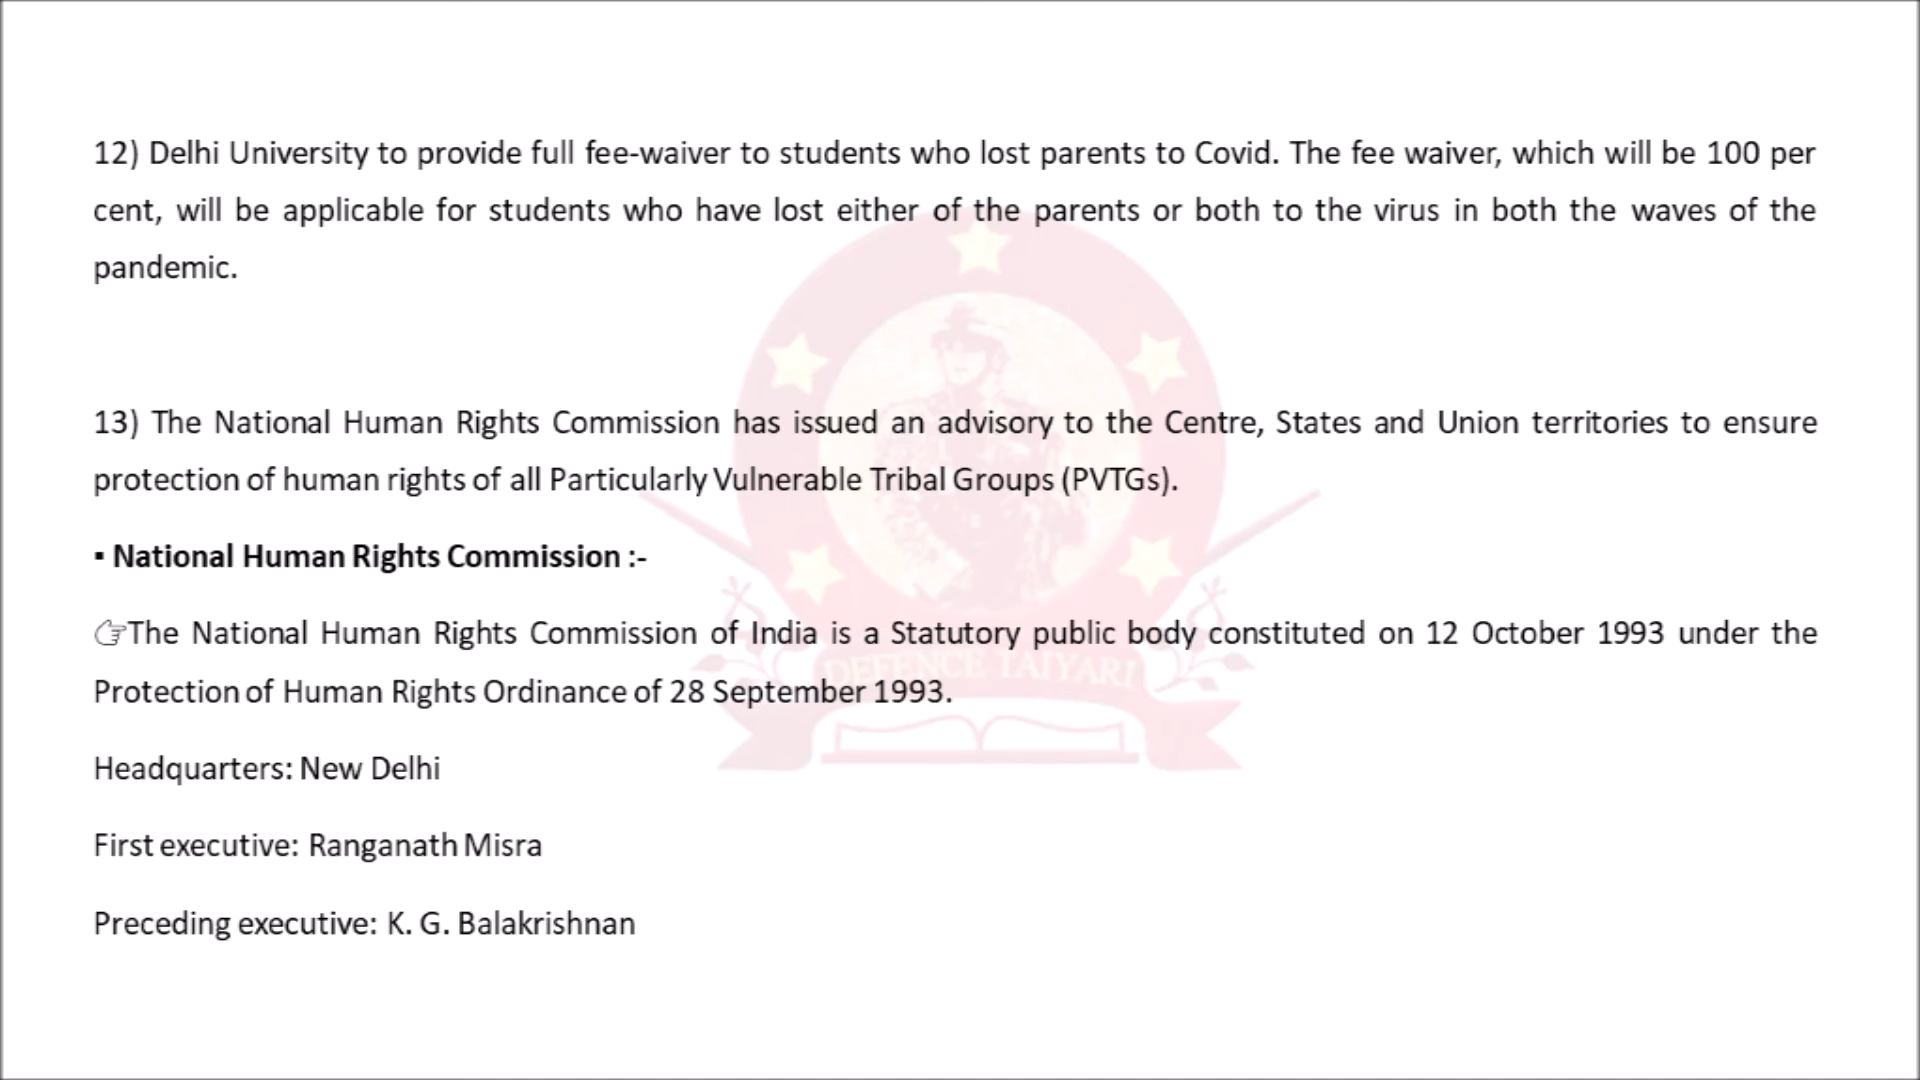 12) Delhi University to provide full fee-waiver to students who lost parents to Covid. The fee waiver, which will be 100 per
cent, will be applicable for students who have lost either of the parents or both to the virus in both the waves of the
pandemic.
13) The National Human Rights Commission has issued an advisory to the Centre, States and Union territories to ensure
protection of human rights of all Particularly Vulnerable Tribal Groups (PVTGs).
▪ National Human Rights Commission :-
☞The National Human Rights Commission of India is a Statutory public body constituted on 12 October 1993 under the
DEFENCE TAIYARI
Protection of Human Rights Ordinance of 28 September 1993.
Headquarters: New Delhi
First executive: Ranganath Misra
Preceding executive: K. G. Balakrishnan